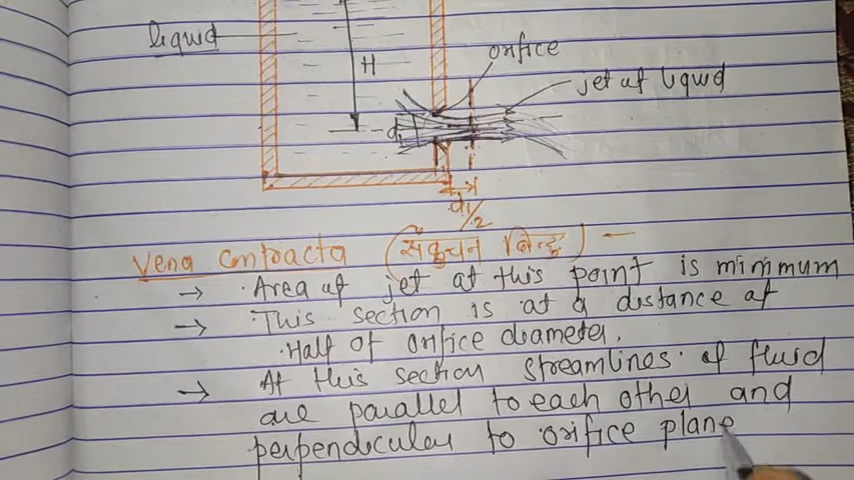 liquid
orifice
H
jet of liquid
d₁
d₁/2
Vena Contracta (संकुचन बिन्दु) —
→ Area of jet at this point is minimum
→ This section is at a distance of
Half of orifice diameter.
→ At this section streamlines of fluid
are parallel to each other and
perpendicular to orifice plane